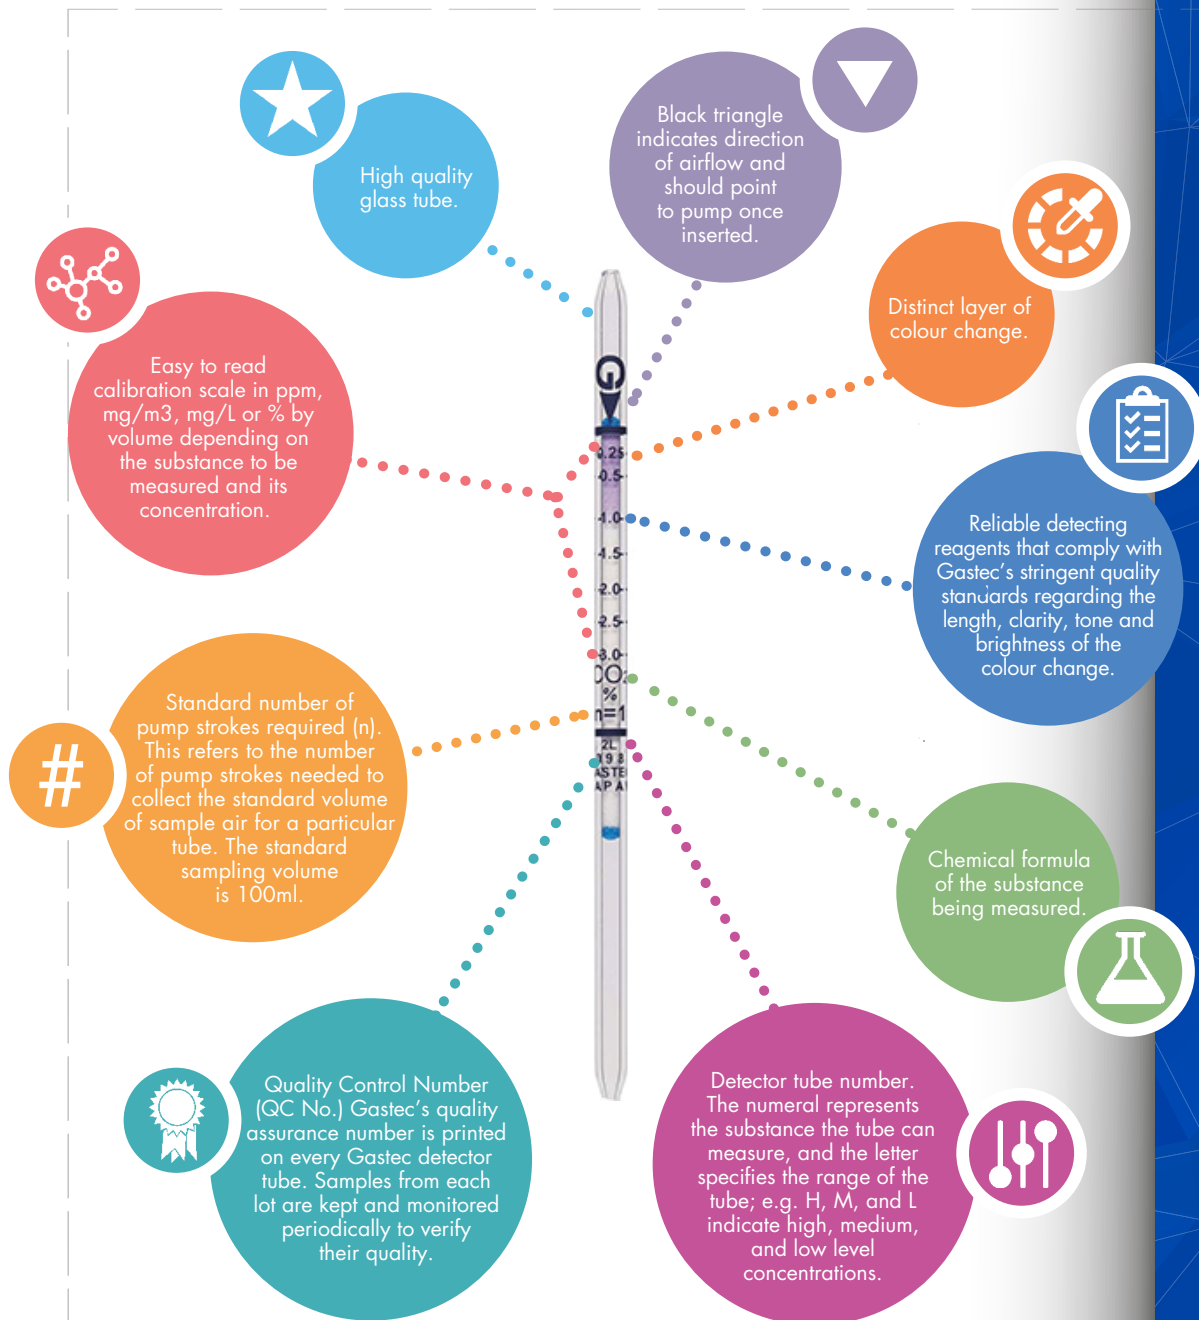 High quality
glass tube.
Black triangle
indicates direction
of airflow and
should point
to pump once
inserted.
Distinct layer of
colour change.
Easy to read
calibration scale in ppm,
mg/m3, mg/L or % by
volume depending on
the substance to be
measured and its
concentration.
Reliable detecting
reagents that comply with
Gastec's stringent quality
standards regarding the
length, clarity, tone and
brightness of the
colour change.
Standard number of
pump strokes required (n).
This refers to the number
of pump strokes needed to
collect the standard volume
of sample air for a particular
tube. The standard
sampling volume
is 100ml.
#
Chemical formula
of the substance
being measured.
Quality Control Number
(QC No.) Gastec's quality
assurance number is printed
on every Gastec detector
tube. Samples from each
lot are kept and monitored
periodically to verify
their quality.
Detector tube number.
The numeral represents
the substance the tube can
measure, and the letter
specifies the range of the
tube; e.g. H, M, and L
indicate high, medium,
and low level
concentrations.
G
0.25
0.5
1.0
1.5
2.0
2.5
3.0
CO₂
%
n=1
2L